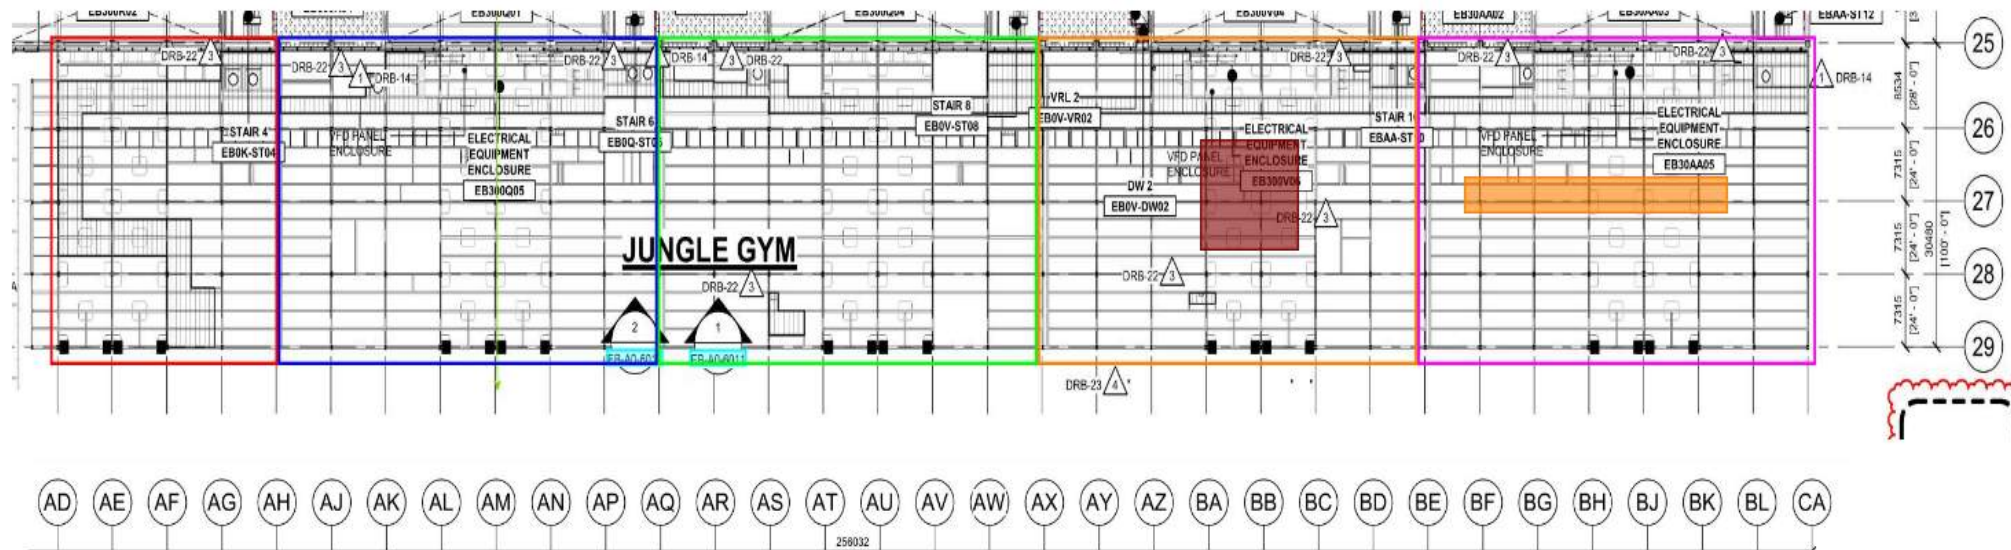 EB300Q01
EB300Q04
EB300V04
EB30AA02
EBAA-ST12
DRB-22 3
DRB-22 3
1 DRB-14
DRB-22 3
DRB-14
3 DRB-22
DRB-22 3
DRB-22 3
DRB-22 3
1 DRB-14
25
8534
[28' - 0"]
STAIR 4
EB0K-ST04
VFD PANEL
ENCLOSURE
ELECTRICAL
EQUIPMENT
ENCLOSURE
EB300Q05
STAIR 6
STAIR 8
EB0V-ST08
VRL 2
EB0V-VR02
ELECTRICAL
EQUIPMENT
ENCLOSURE
EB300V05
VFD PANEL
ENCLOSURE
VFD PANEL
ENCLOSURE
ELECTRICAL
EQUIPMENT
ENCLOSURE
EB30AA05
26
7315
[24' - 0"]
DW 2
EB0V-DW02
DRB-22 3
27
7315
[24' - 0"]
30480
[100' - 0"]
JUNGLE GYM
DRB-22 3
DRB-22 3
28
7315
[24' - 0"]
2
1
EB-A0-6011
29
DRB-23 4
AD AE AF AG AH AJ AK AL AM AN AP AQ AR AS AT AU AV AW AX AY AZ BA BB BC BD BE BF BG BH BJ BK BL CA
256032